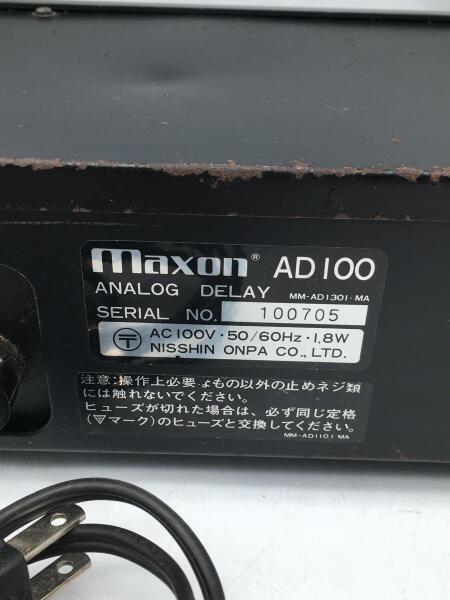 maxon® AD100
ANALOG DELAY MM-AD1301-MA
SERIAL NO. 100705
〒 AC100V・50/60Hz・1.8W
NISSHIN ONPA CO., LTD.
注意:操作上必要なもの以外の止めネジ類
には触れないでください。
ヒューズが切れた場合は、必ず同じ定格
(▽マーク)のヒューズと交換してください。
MM-AD1101MA